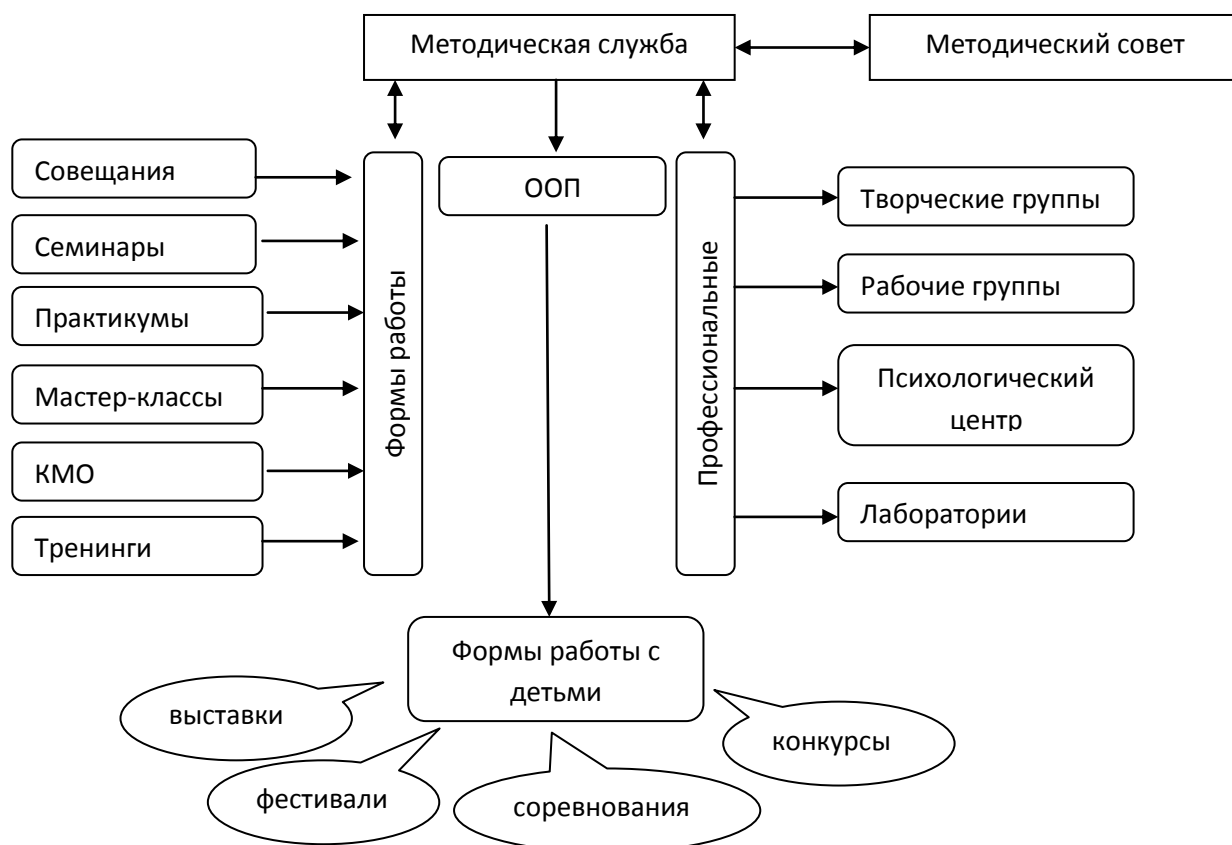 Методическая служба
Методический совет
Совещания
Семинары
Практикумы
Мастер-классы
КМО
Тренинги
Формы работы
ООП
Профессиональные
Творческие группы
Рабочие группы
Психологический
центр
Лаборатории
Формы работы с
детьми
выставки
фестивали
соревнования
конкурсы